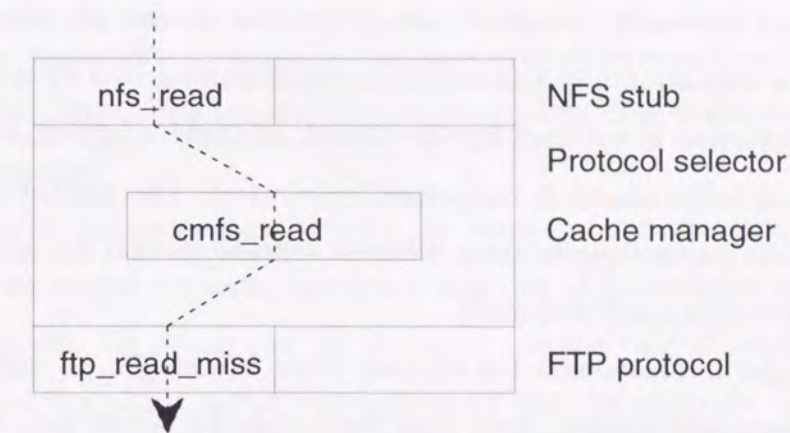 nfs_read NFS stub
Protocol selector
cmfs_read Cache manager
ftp_read_miss FTP protocol